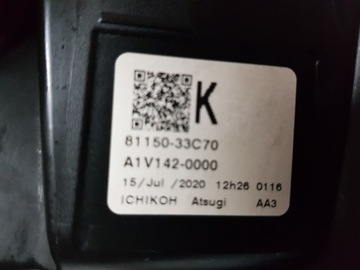 K
81150-33C70
A1V142-0000
15/Jul/2020 12h26 0116
ICHIKOH Atsugi AA3